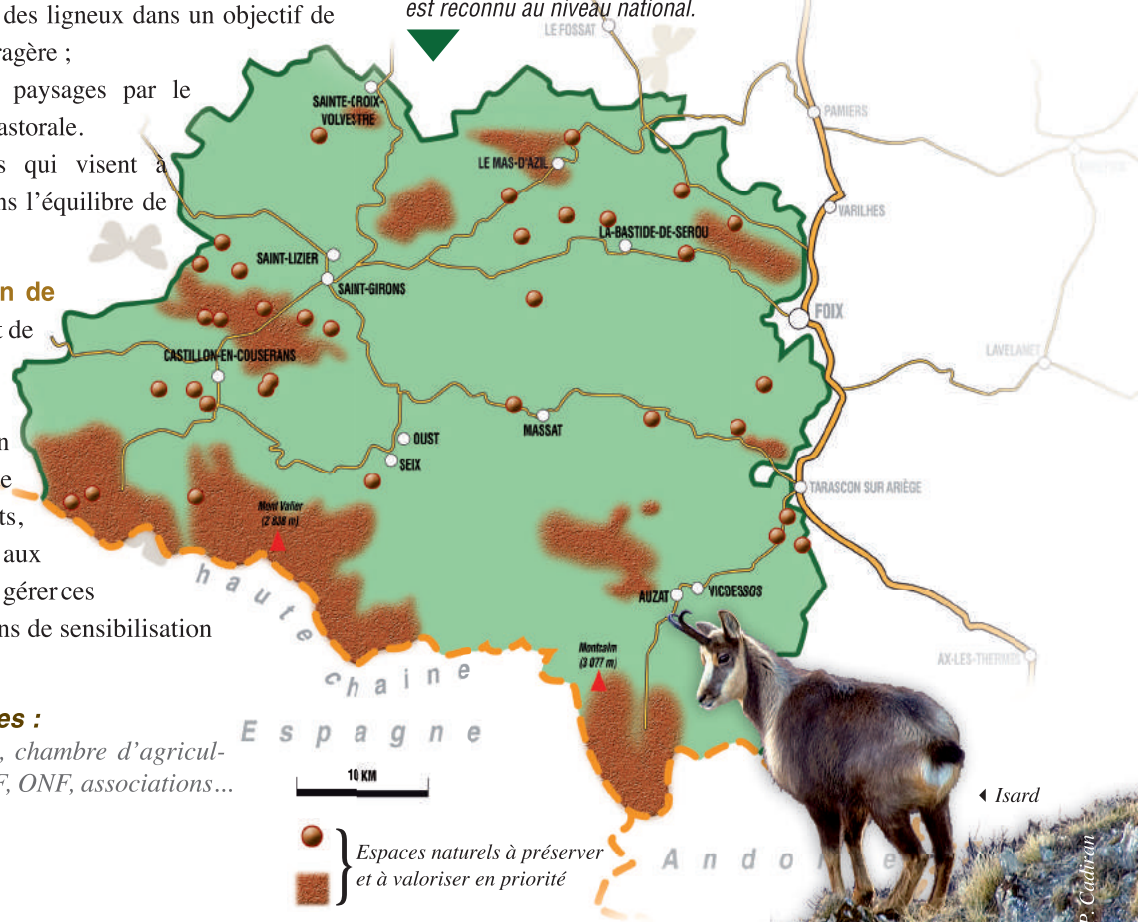 des ligneux dans un objectif de
ragère ;
paysages par le
astorale.
s qui visent à
ns l'équilibre de
n de
t de
n
e
ts,
aux
gérer ces
ns de sensibilisation
es :
, chambre d'agricul-
F, ONF, associations...
est reconnu au niveau national.
LE FOSSAT
SAINTE-CROIX-
VOLVESTRE
PAMIERS
LE MAS-D'AZIL
VARILHES
LA-BASTIDE-DE-SEROU
SAINT-LIZIER
SAINT-GIRONS
FOIX
LAVELANET
CASTILLON-EN-COUSERANS
MASSAT
OUST
SEIX
TARASCON SUR ARIÈGE
Mont Valier
(2 838 m)
AUZAT
VICDESSOS
Montcalm
(3 077 m)
AX-LES-THERMES
haute
chaine
Espagne
10 KM
Isard
Espaces naturels à préserver
et à valoriser en priorité
P. Cadiran